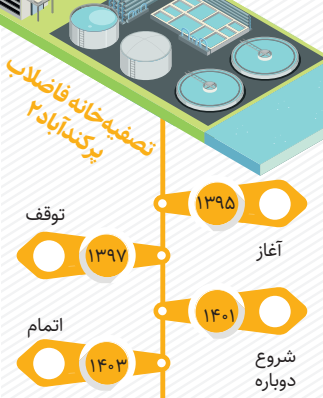 تصفیه‌خانه فاضلاب
پرکندآباد ۲
۱۳۹۵
آغاز
توقف
۱۳۹۷
۱۴۰۱
شروع
دوباره
اتمام
۱۴۰۳